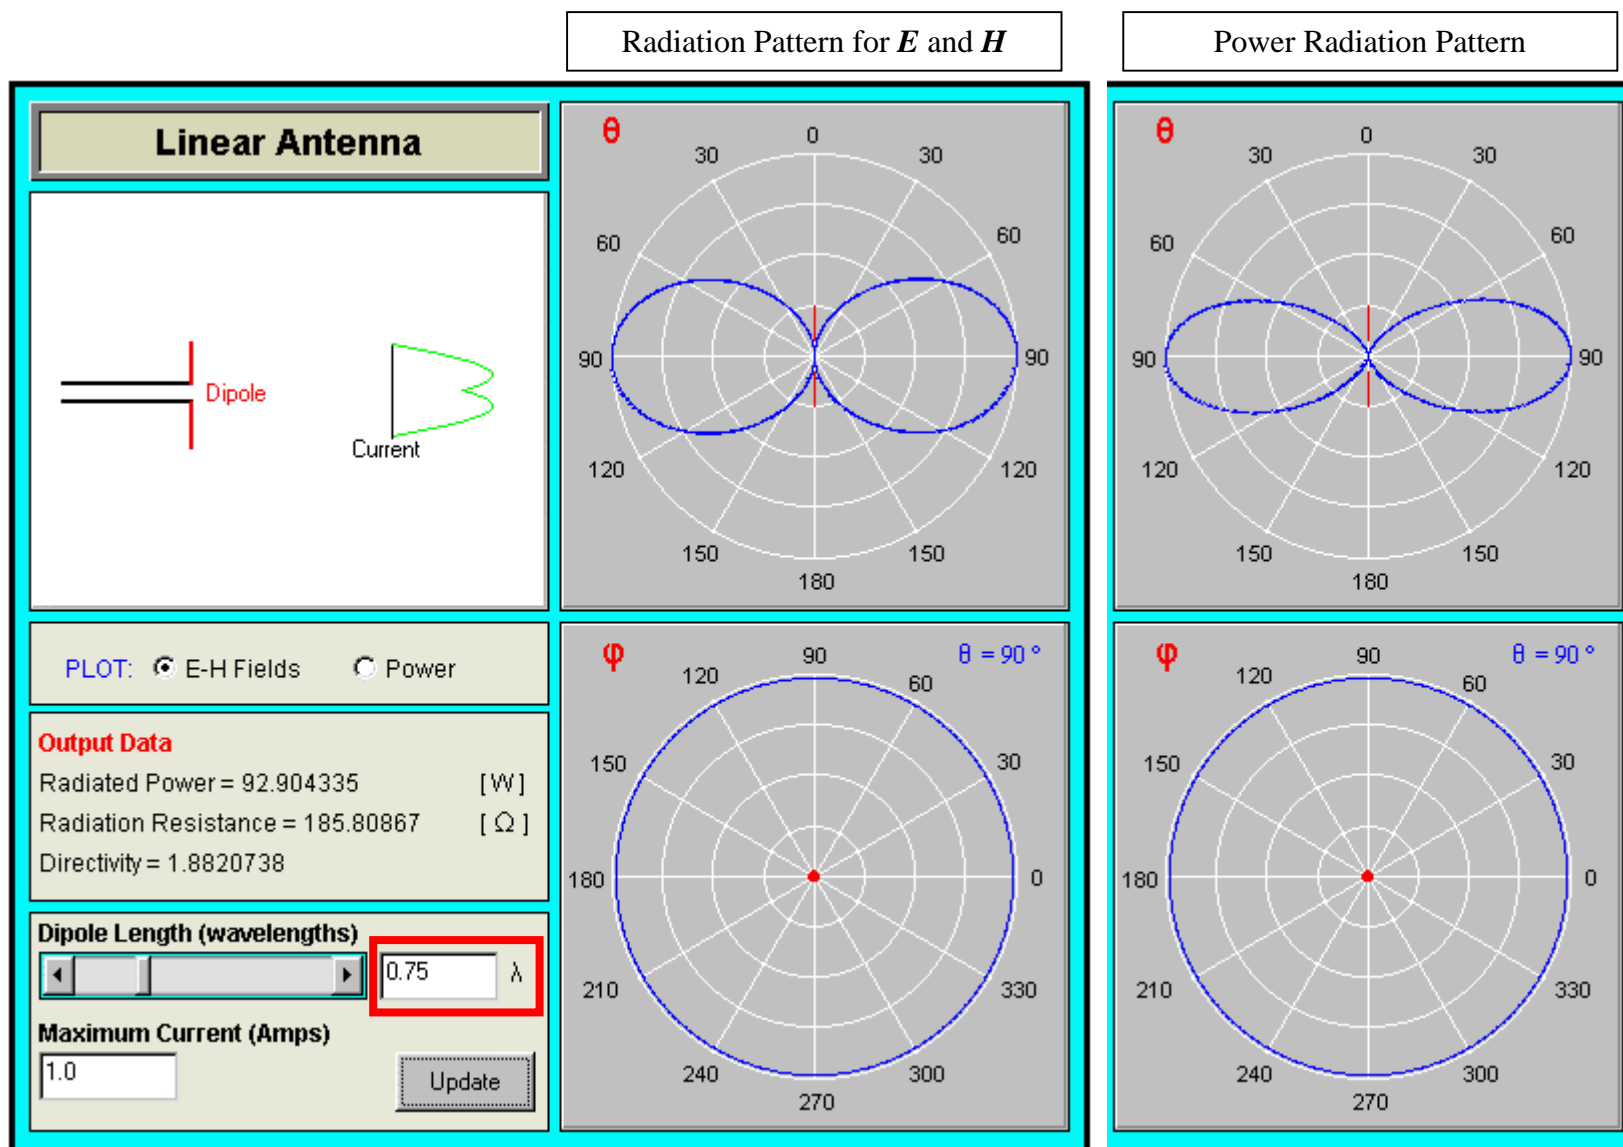 Radiation Pattern for E and H
Power Radiation Pattern
Linear Antenna
Dipole
Current
PLOT: E-H Fields Power
Output Data
Radiated Power = 92.904335 [ W ]
Radiation Resistance = 185.80867 [ Ω ]
Directivity = 1.8820738
Dipole Length (wavelengths)
0.75 λ
Maximum Current (Amps)
1.0
Update
θ
0
30 30
60 60
90 90
120 120
150 150
180
φ
θ = 90 °
90
120 60
150 30
180 0
210 330
240 300
270
θ
0
30 30
60 60
90 90
120 120
150 150
180
φ
θ = 90 °
90
120 60
150 30
180 0
210 330
240 300
270